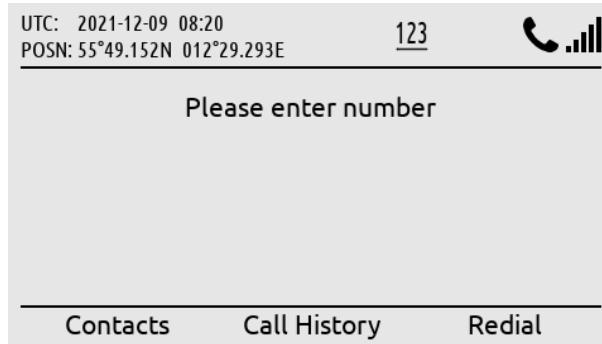 UTC: 2021-12-09 08:20
123
POSN: 55°49.152N 012°29.293E
Please enter number
Contacts Call History Redial